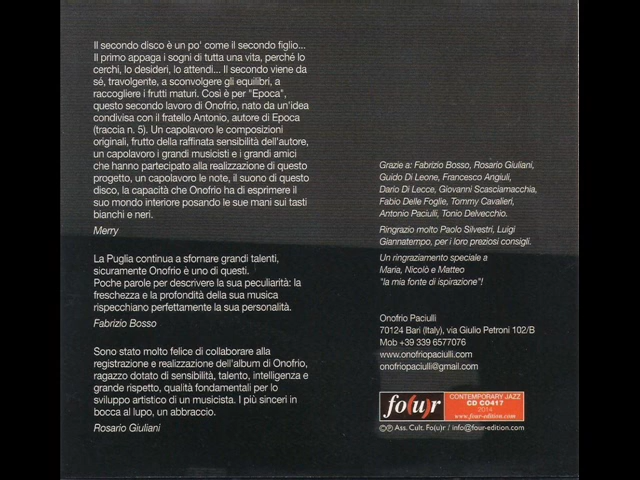 Il secondo disco è un po' come il secondo figlio...
Il primo appaga i sogni di tutta una vita, perché lo
cerchi, lo desideri, lo attendi... Il secondo viene da
sé, travolgente, a sconvolgere gli equilibri, a
raccogliere i frutti maturi. Così è per "Epoca",
questo secondo lavoro di Onofrio, nato da un'idea
condivisa con il fratello Antonio, autore di Epoca
(traccia n. 5). Un capolavoro le composizioni
originali, frutto della raffinata sensibilità dell'autore,
un capolavoro i grandi musicisti e i grandi amici
che hanno partecipato alla realizzazione di questo
progetto, un capolavoro le note, il suono di questo
disco, la capacità che Onofrio ha di esprimere il
suo mondo interiore posando le sue mani sui tasti
bianchi e neri.
Merry
La Puglia continua a sfornare grandi talenti,
sicuramente Onofrio è uno di questi.
Poche parole per descrivere la sua peculiarità: la
freschezza e la profondità della sua musica
rispecchiano perfettamente la sua personalità.
Fabrizio Bosso
Sono stato molto felice di collaborare alla
registrazione e realizzazione dell'album di Onofrio,
ragazzo dotato di sensibilità, talento, intelligenza e
grande rispetto, qualità fondamentali per lo
sviluppo artistico di un musicista. I più sinceri in
bocca al lupo, un abbraccio.
Rosario Giuliani
Grazie a: Fabrizio Bosso, Rosario Giuliani,
Guido Di Leone, Francesco Angiuli,
Dario Di Lecce, Giovanni Scasciamacchia,
Fabio Delle Foglie, Tommy Cavalieri,
Antonio Paciulli, Tonio Delvecchio.
Ringrazio molto Paolo Silvestri, Luigi
Giannatempo, per i loro preziosi consigli.
Un ringraziamento speciale a
Maria, Nicolò e Matteo
"la mia fonte di ispirazione"!
Onofrio Paciulli
70124 Bari (Italy), via Giulio Petroni 102/B
Mob +39 339 6577076
www.onofriopaciulli.com
onofriopaciulli@gmail.com
fo(u)r
CONTEMPORARY JAZZ
CD CO417
2014
www.four-edition.com
©℗ Ass. Cult. Fo(u)r / info@four-edition.com